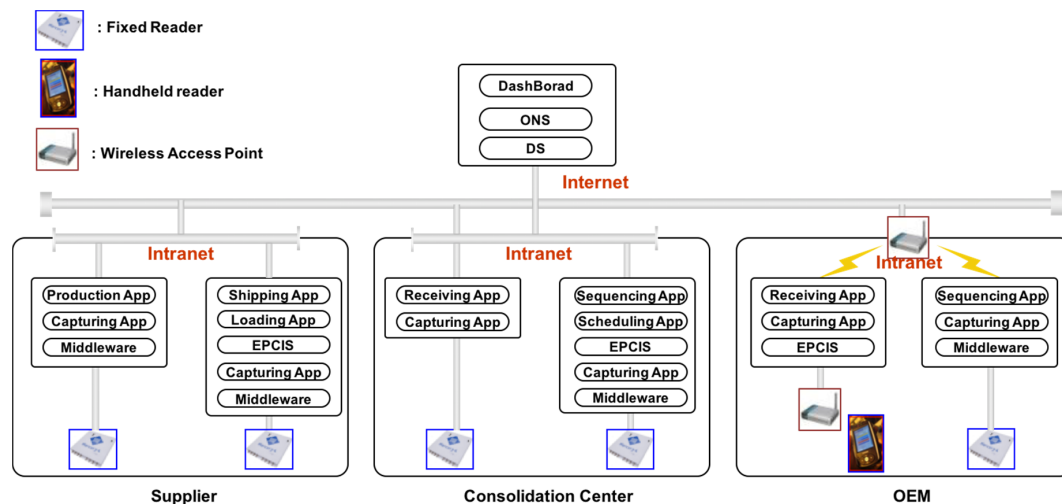 : Fixed Reader
: Handheld reader
: Wireless Access Point
DashBorad
ONS
DS
Internet
Intranet
Production App
Capturing App
Middleware
Shipping App
Loading App
EPCIS
Capturing App
Middleware
Supplier
Intranet
Receiving App
Capturing App
Sequencing App
Scheduling App
EPCIS
Capturing App
Middleware
Consolidation Center
Intranet
Receiving App
Capturing App
EPCIS
Sequencing App
Capturing App
Middleware
OEM